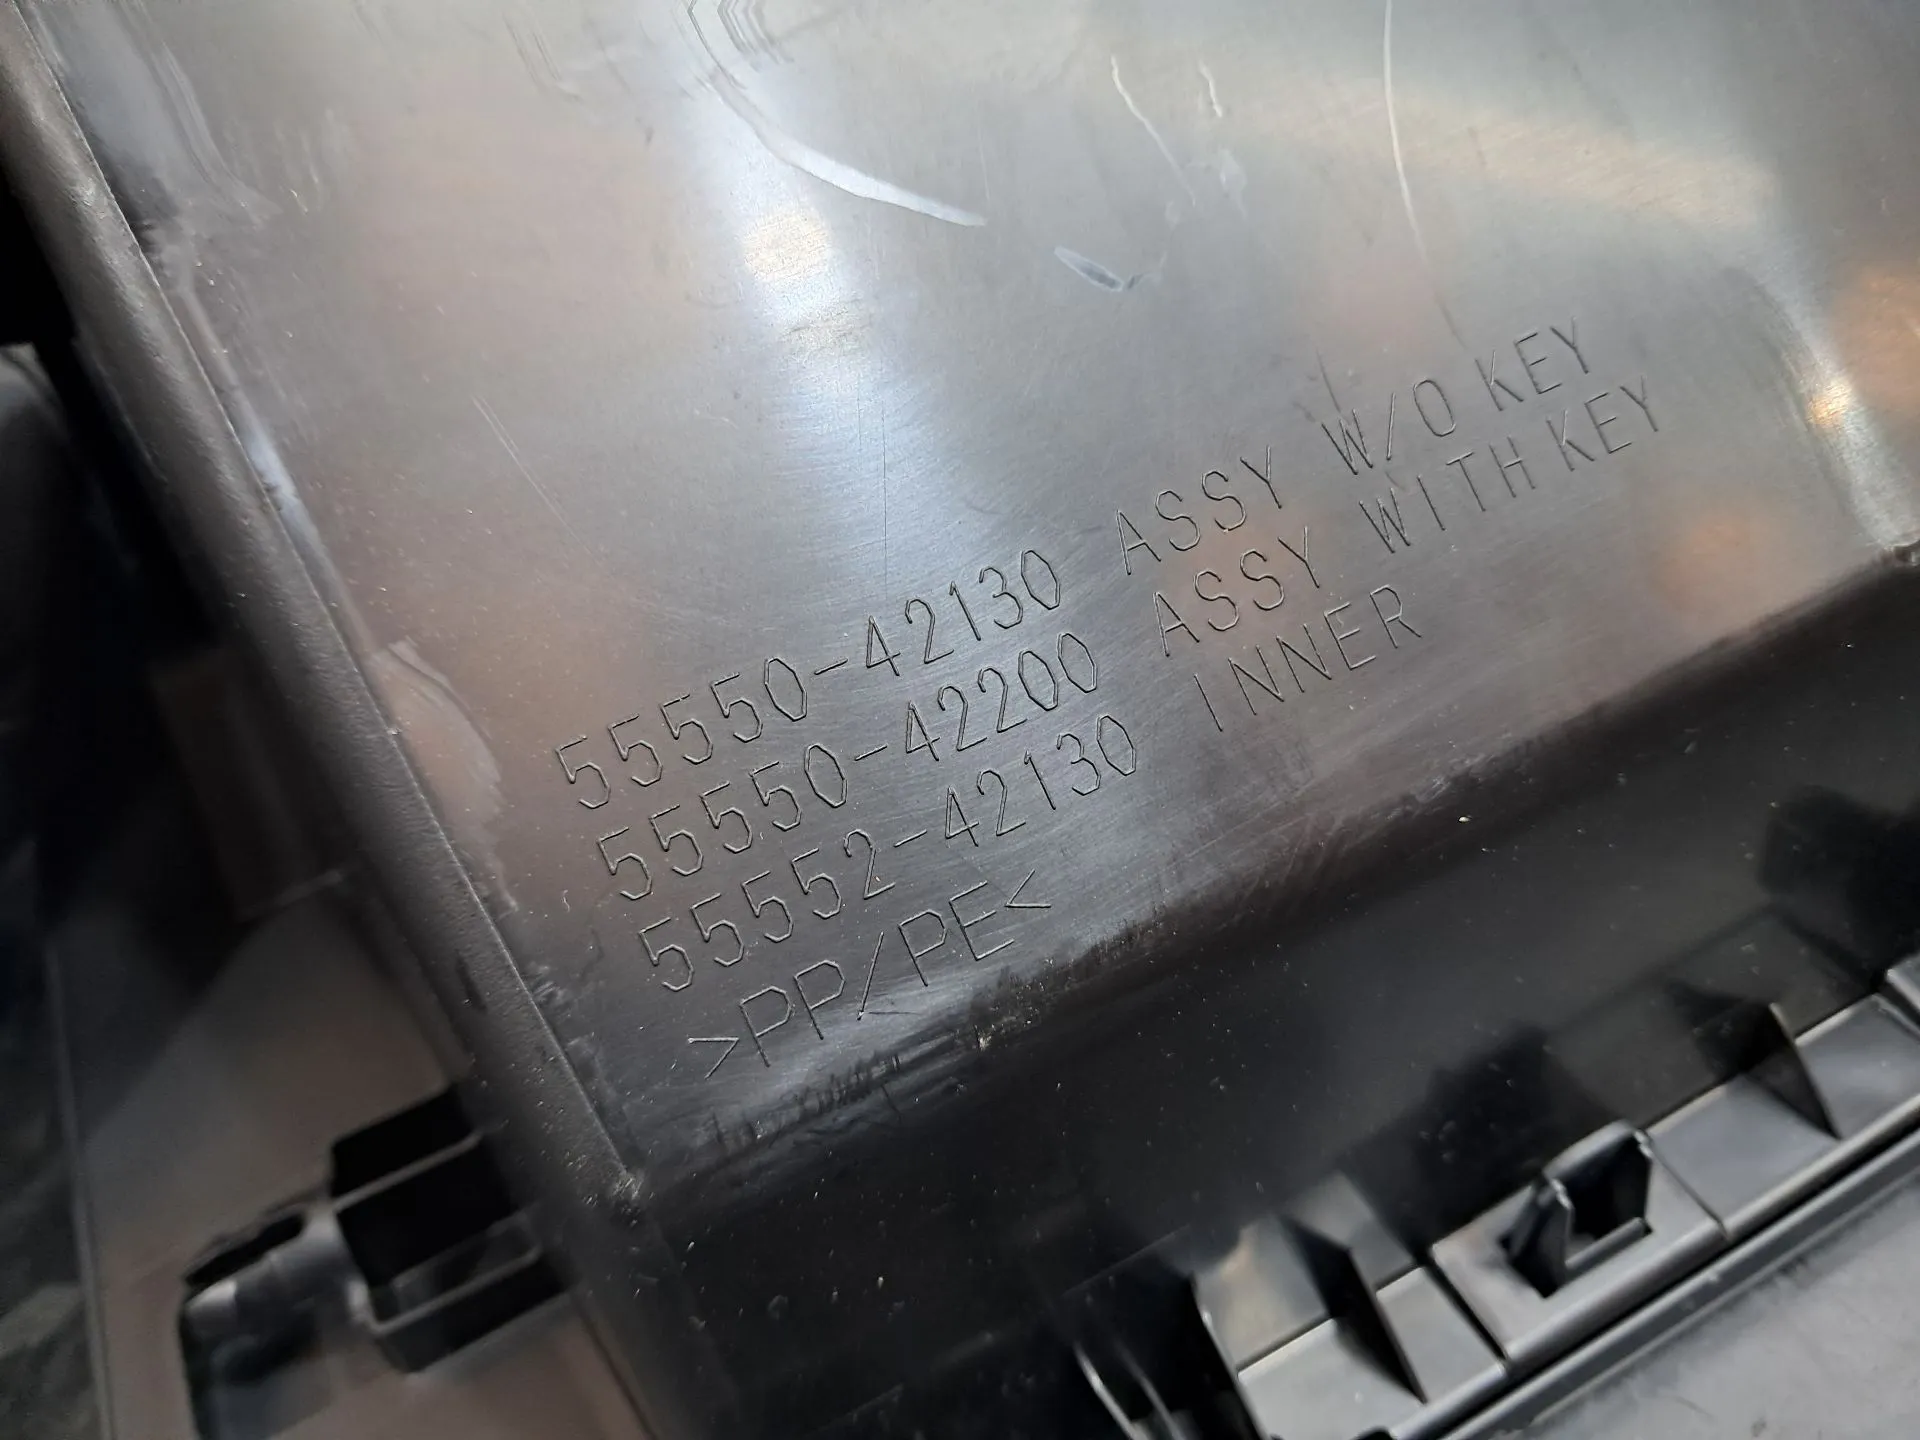 55550-42130 ASSY W/O KEY
55550-42200 ASSY WITH KEY
55552-42130 INNER
>PP/PE<